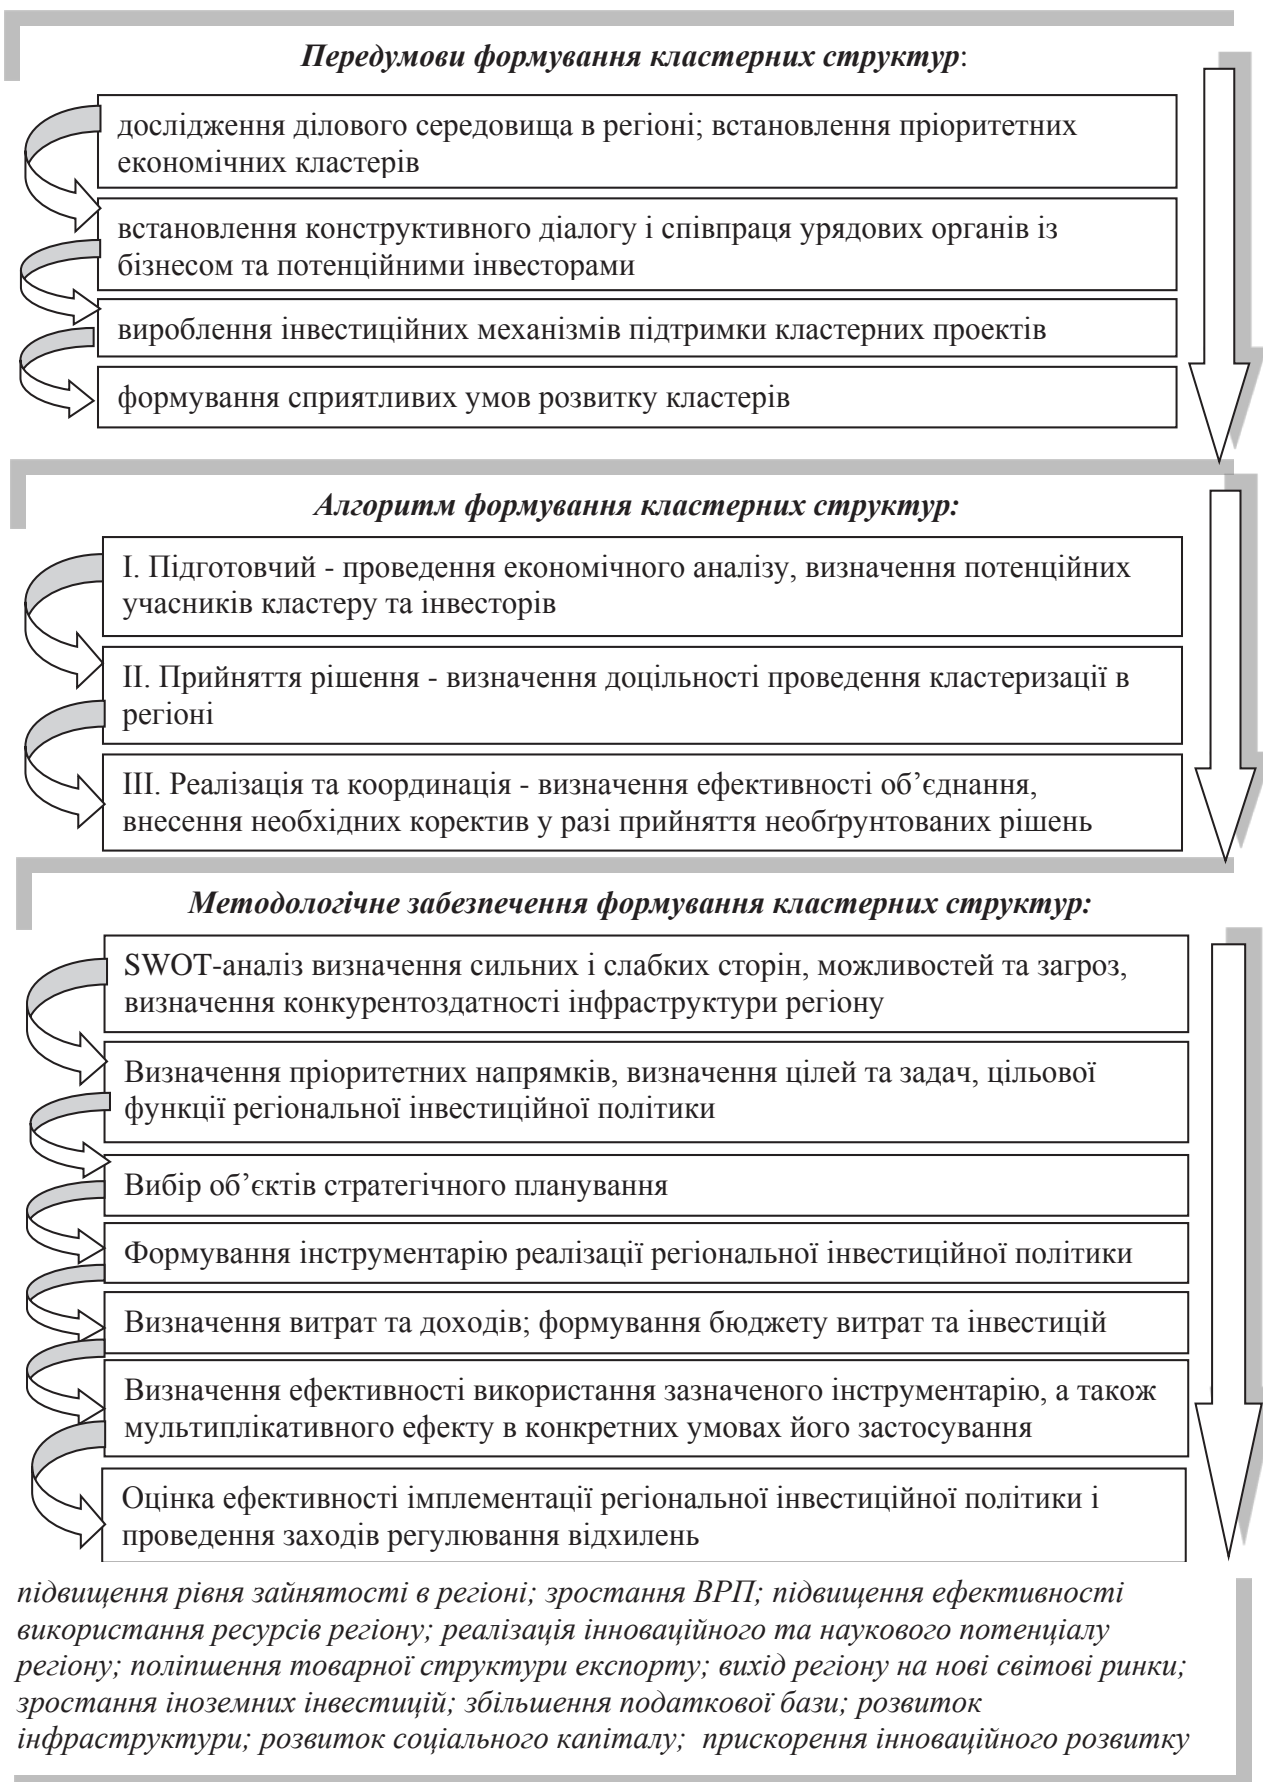 Передумови формування кластерних структур:
дослідження ділового середовища в регіоні; встановлення пріоритетних
економічних кластерів
встановлення конструктивного діалогу і співпраця урядових органів із
бізнесом та потенційними інвесторами
вироблення інвестиційних механізмів підтримки кластерних проектів
формування сприятливих умов розвитку кластерів
Алгоритм формування кластерних структур:
І. Підготовчий - проведення економічного аналізу, визначення потенційних
учасників кластеру та інвесторів
ІІ. Прийняття рішення - визначення доцільності проведення кластеризації в
регіоні
ІІІ. Реалізація та координація - визначення ефективності об’єднання,
внесення необхідних коректив у разі прийняття необґрунтованих рішень
Методологічне забезпечення формування кластерних структур:
SWOT-аналіз визначення сильних і слабких сторін, можливостей та загроз,
визначення конкурентоздатності інфраструктури регіону
Визначення пріоритетних напрямків, визначення цілей та задач, цільової
функції регіональної інвестиційної політики
Вибір об’єктів стратегічного планування
Формування інструментарію реалізації регіональної інвестиційної політики
Визначення витрат та доходів; формування бюджету витрат та інвестицій
Визначення ефективності використання зазначеного інструментарію, а також
мультиплікативного ефекту в конкретних умовах його застосування
Оцінка ефективності імплементації регіональної інвестиційної політики і
проведення заходів регулювання відхилень
підвищення рівня зайнятості в регіоні; зростання ВРП; підвищення ефективності
використання ресурсів регіону; реалізація інноваційного та наукового потенціалу
регіону; поліпшення товарної структури експорту; вихід регіону на нові світові ринки;
зростання іноземних інвестицій; збільшення податкової бази; розвиток
інфраструктури; розвиток соціального капіталу; прискорення інноваційного розвитку